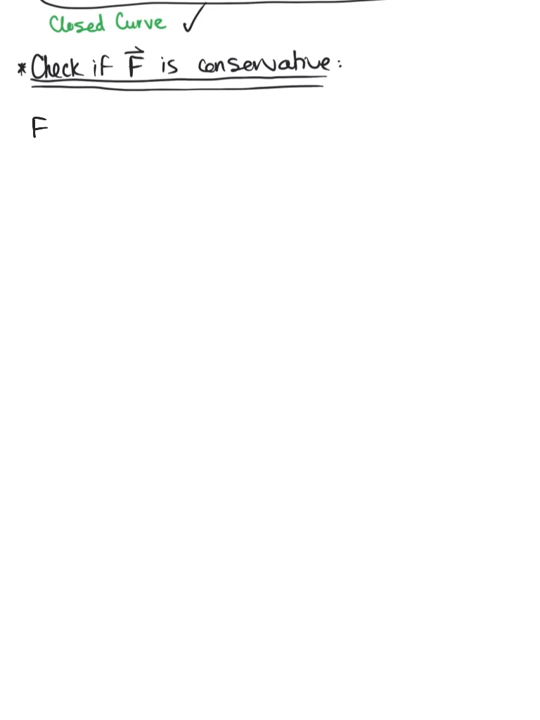 Closed Curve ✓
*Check if F⃗ is conservative:
F